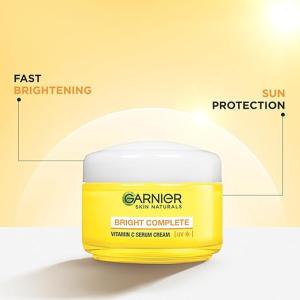 FAST
BRIGHTENING
SUN
PROTECTION
GARNIER
SKIN NATURALS
BRIGHT COMPLETE
VITAMIN C SERUM CREAM [UV ☀]